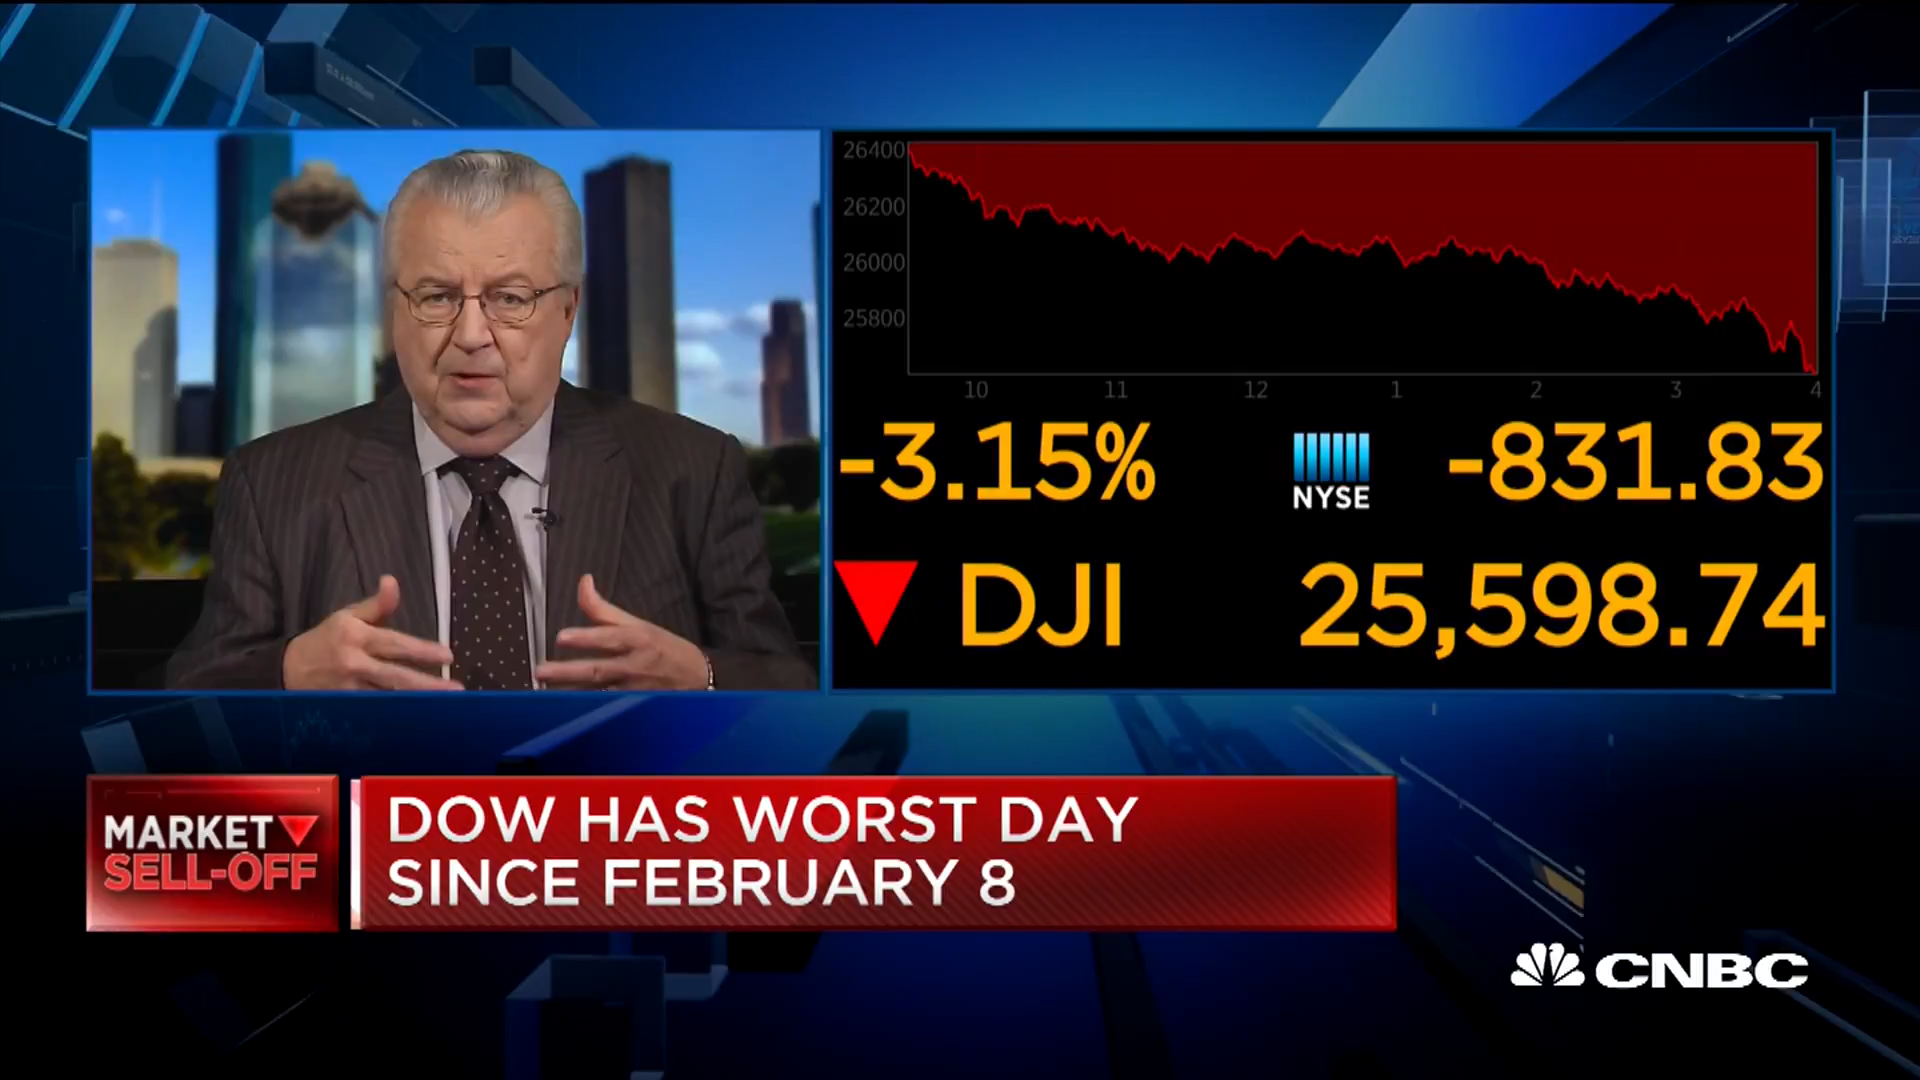 26400
26200
26000
25800
10 11 12 1 2 3 4
-3.15% NYSE -831.83
DJI 25,598.74
MARKET
SELL-OFF
DOW HAS WORST DAY
SINCE FEBRUARY 8
CNBC